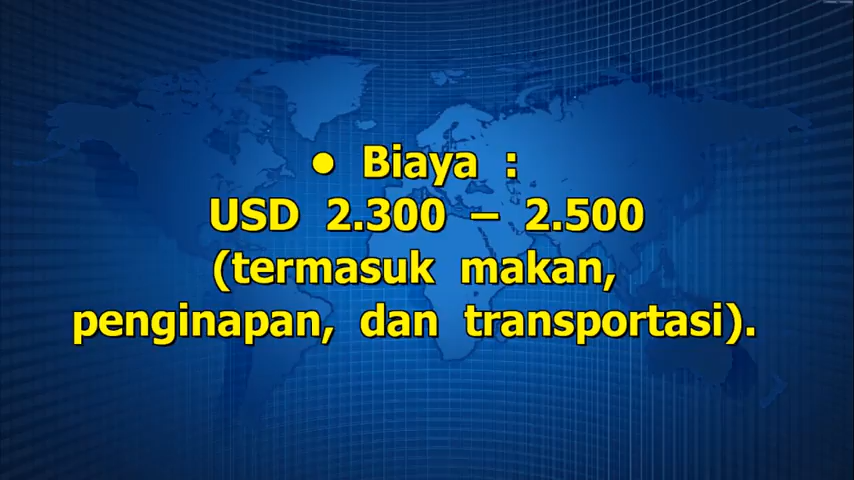 ● Biaya :
USD 2.300 – 2.500
(termasuk makan,
penginapan, dan transportasi).